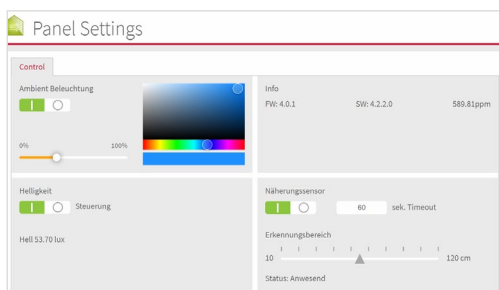 Panel Settings
Control
Ambient Beleuchtung
0% 100%
Info
FW: 4.0.1 SW: 4.2.2.0 589.81ppm
Helligkeit
Steuerung
Hell 53.70 lux
Näherungssensor
60 sek. Timeout
Erkennungsbereich
10 120 cm
Status: Anwesend